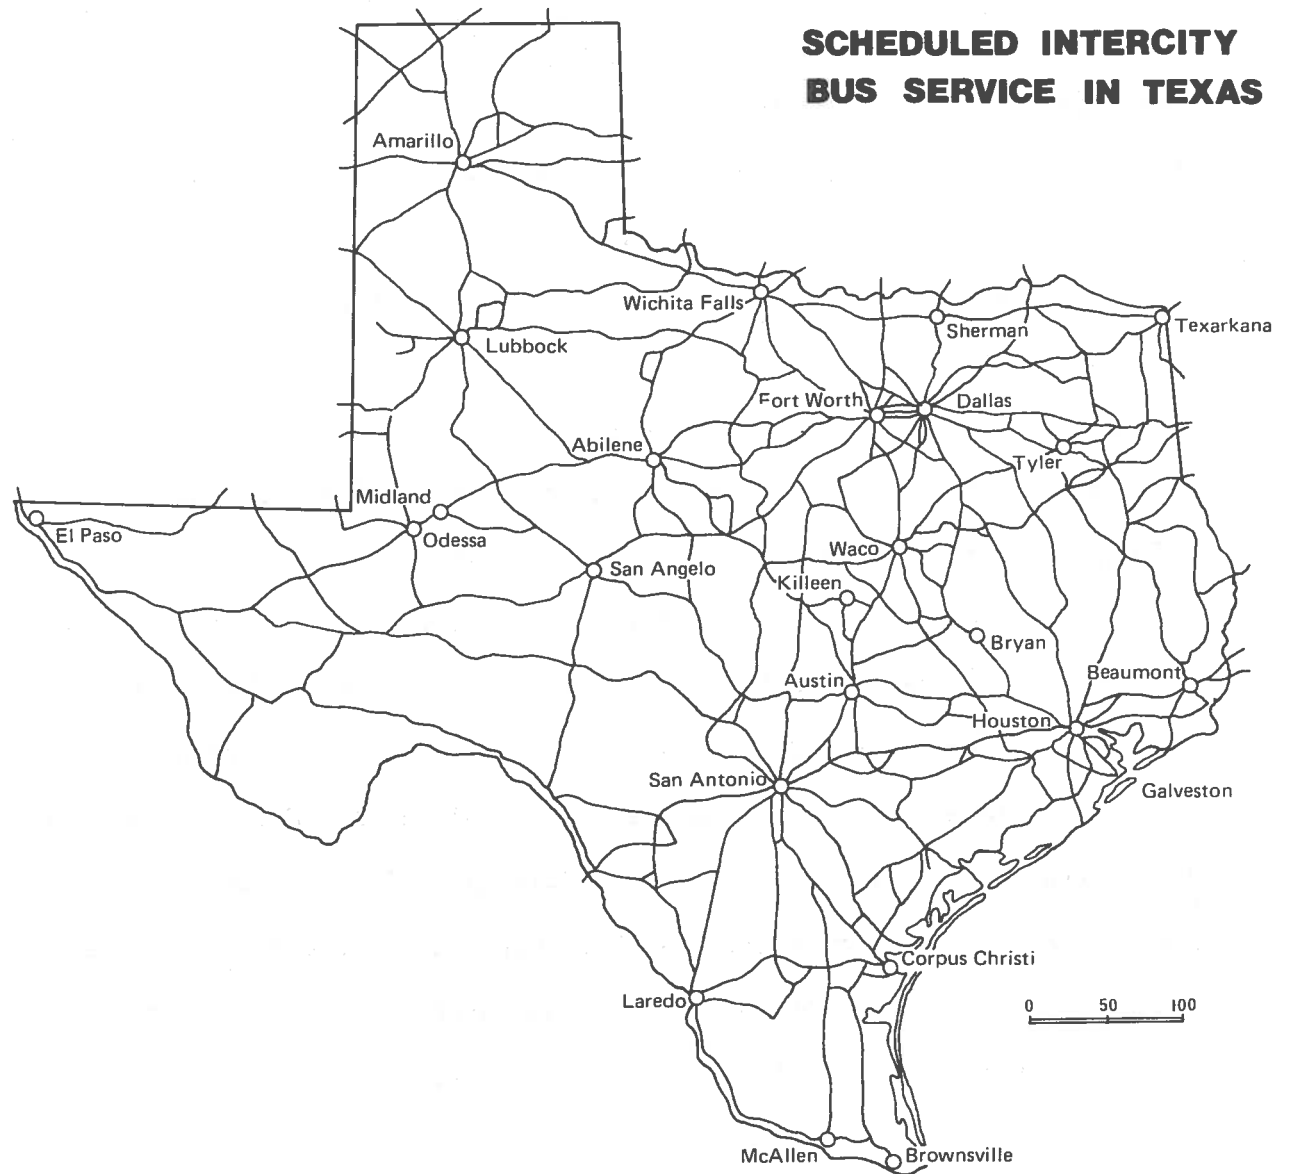 SCHEDULED INTERCITY
BUS SERVICE IN TEXAS
Amarillo
Wichita Falls
Sherman
Texarkana
Lubbock
Fort Worth
Dallas
Abilene
Tyler
Midland
El Paso
Odessa
Waco
San Angelo
Killeen
Bryan
Austin
Beaumont
Houston
San Antonio
Galveston
Corpus Christi
Laredo
0 50 100
McAllen
Brownsville